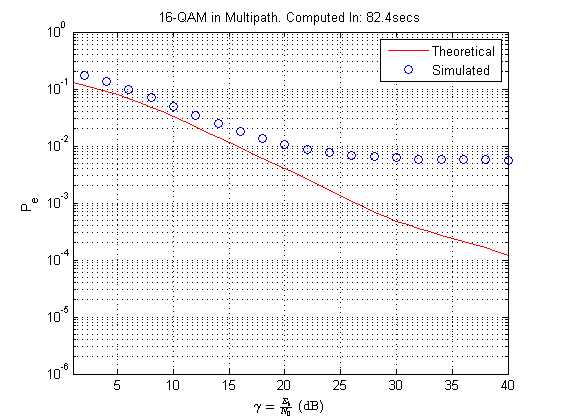 16-QAM in Multipath. Computed In: 82.4secs
Theoretical
Simulated
10^0
10^-1
10^-2
10^-3
10^-4
10^-5
10^-6
P_e
5 10 15 20 25 30 35 40
γ = E_b/N_0 (dB)